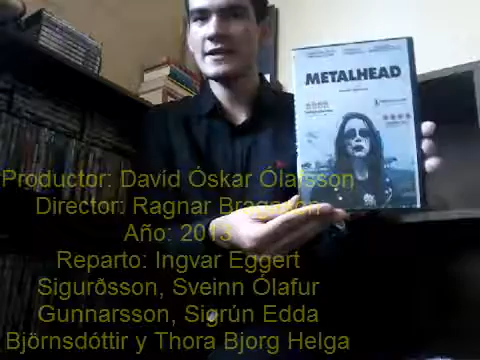 METALHEAD
Productor: Davíd Óskar Ólafsson
Director: Ragnar Bragason
Año: 2013
Reparto: Ingvar Eggert
Sigurðsson, Sveinn Ólafur
Gunnarsson, Sigrún Edda
Björnsdóttir y Thora Bjorg Helga